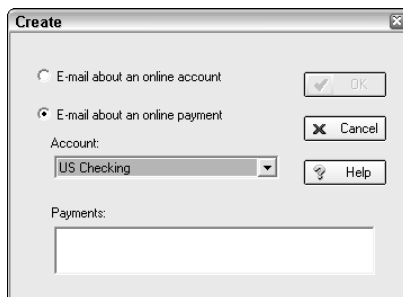 Create
E-mail about an online account
OK
E-mail about an online payment
Cancel
Account:
US Checking
Help
Payments: